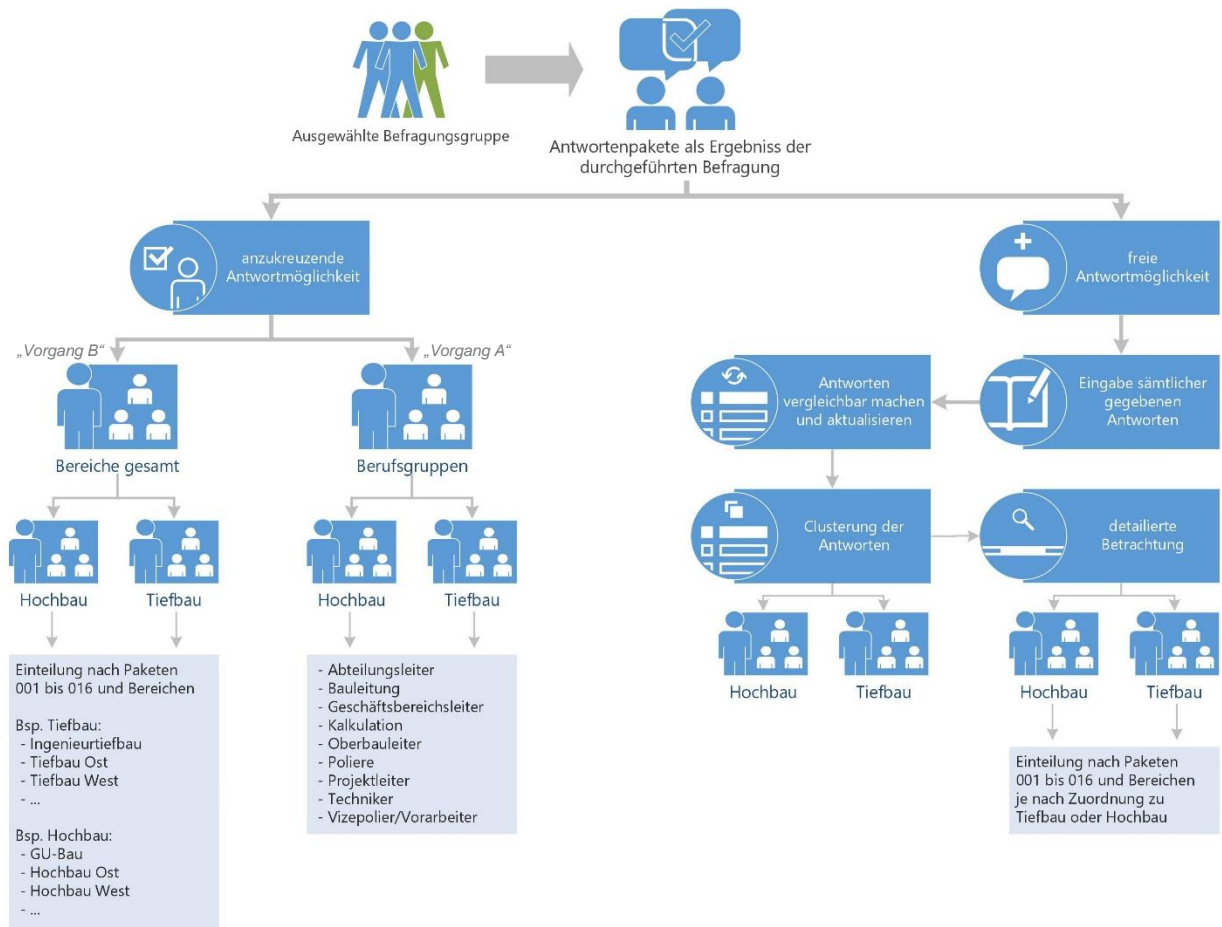 Ausgewählte Befragungsgruppe
Antwortenpakete als Ergebniss der
durchgeführten Befragung
anzukreuzende
Antwortmöglichkeit
freie
Antwortmöglichkeit
„Vorgang B“
„Vorgang A“
Bereiche gesamt
Berufsgruppen
Antworten
vergleichbar machen
und aktualisieren
Eingabe sämtlicher
gegebenen
Antworten
Clusterung der
Antworten
detailierte
Betrachtung
Hochbau
Tiefbau
Hochbau
Tiefbau
Hochbau
Tiefbau
Hochbau
Tiefbau
Einteilung nach Paketen
001 bis 016 und Bereichen
Bsp. Tiefbau:
- Ingenieurtiefbau
- Tiefbau Ost
- Tiefbau West
- ...
Bsp. Hochbau:
- GU-Bau
- Hochbau Ost
- Hochbau West
- ...
- Abteilungsleiter
- Bauleitung
- Geschäftsbereichsleiter
- Kalkulation
- Oberbauleiter
- Poliere
- Projektleiter
- Techniker
- Vizepolier/Vorarbeiter
Einteilung nach Paketen
001 bis 016 und Bereichen
je nach Zuordnung zu
Tiefbau oder Hochbau